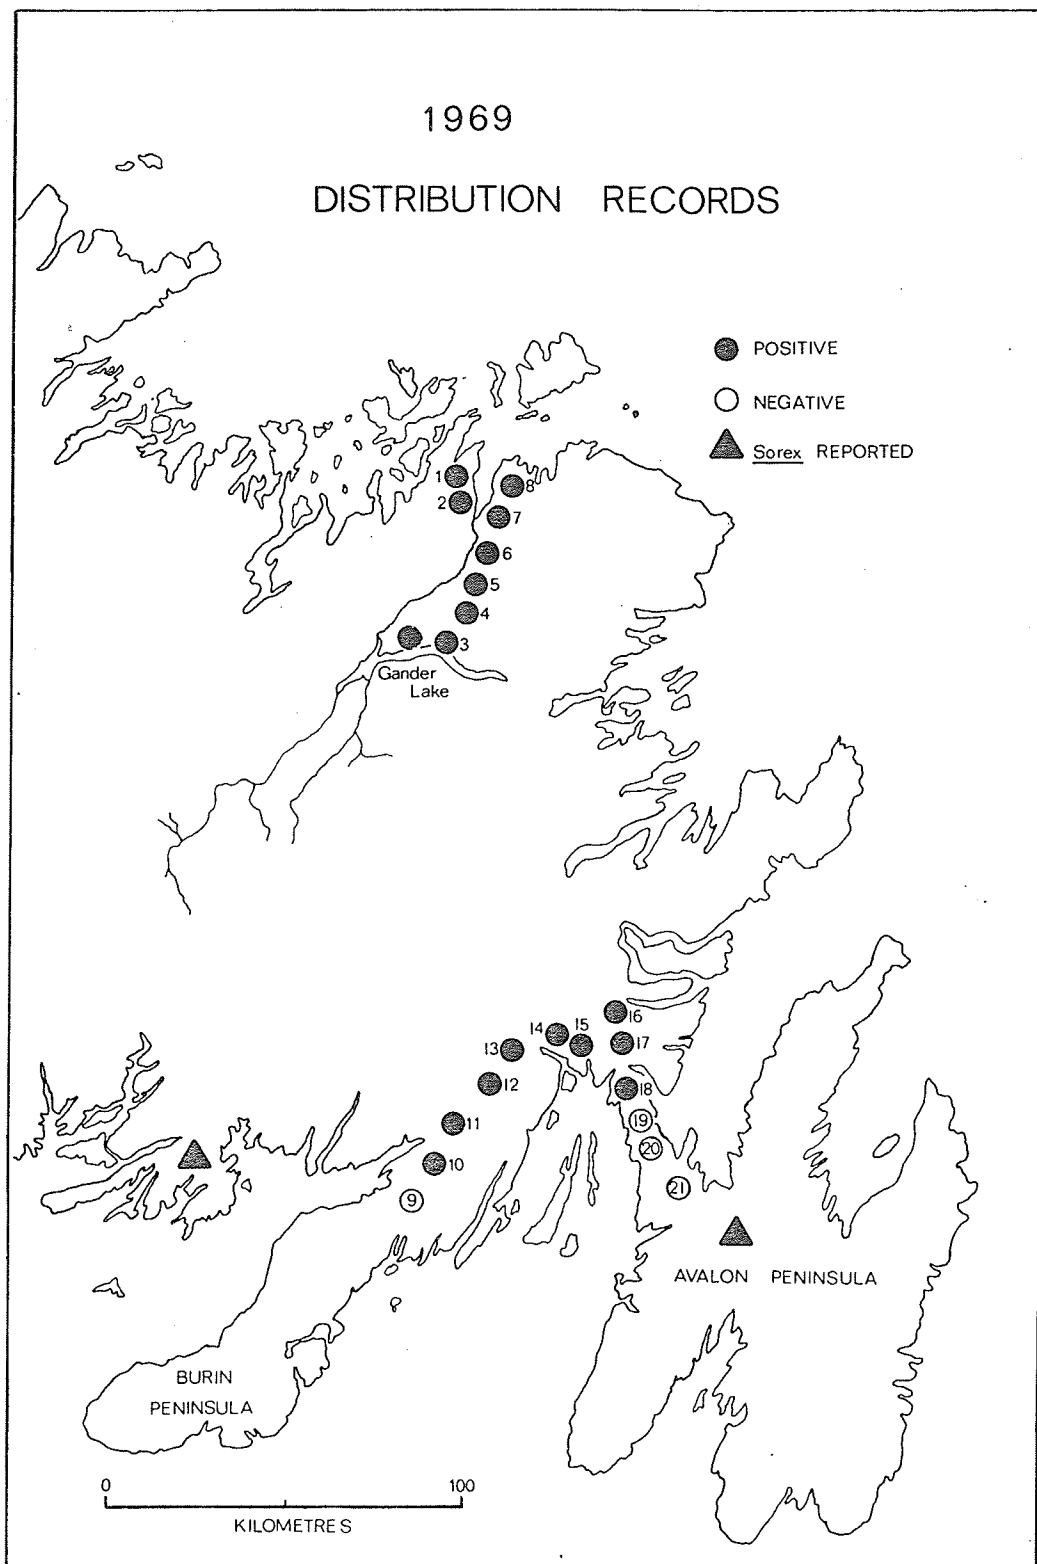 1969
DISTRIBUTION RECORDS
POSITIVE
NEGATIVE
Sorex REPORTED
1
8
2
7
6
5
4
3
Gander
Lake
16
14
15
17
13
12
18
11
19
20
10
21
9
AVALON PENINSULA
BURIN
PENINSULA
0 100
KILOMETRES